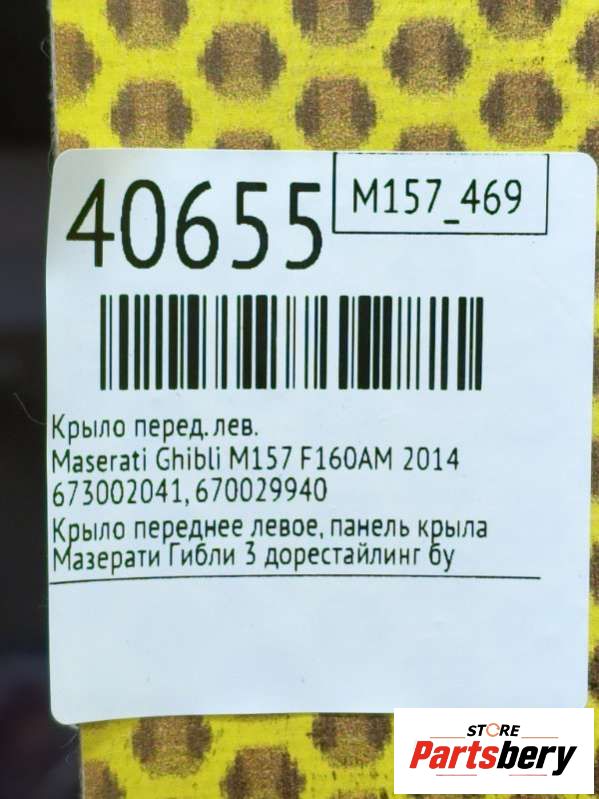 40655
M157_469
Крыло перед. лев.
Maserati Ghibli M157 F160AM 2014
673002041, 670029940
Крыло переднее левое, панель крыла
Мазерати Гибли 3 дорестайлинг бу
STORE
Partsbery